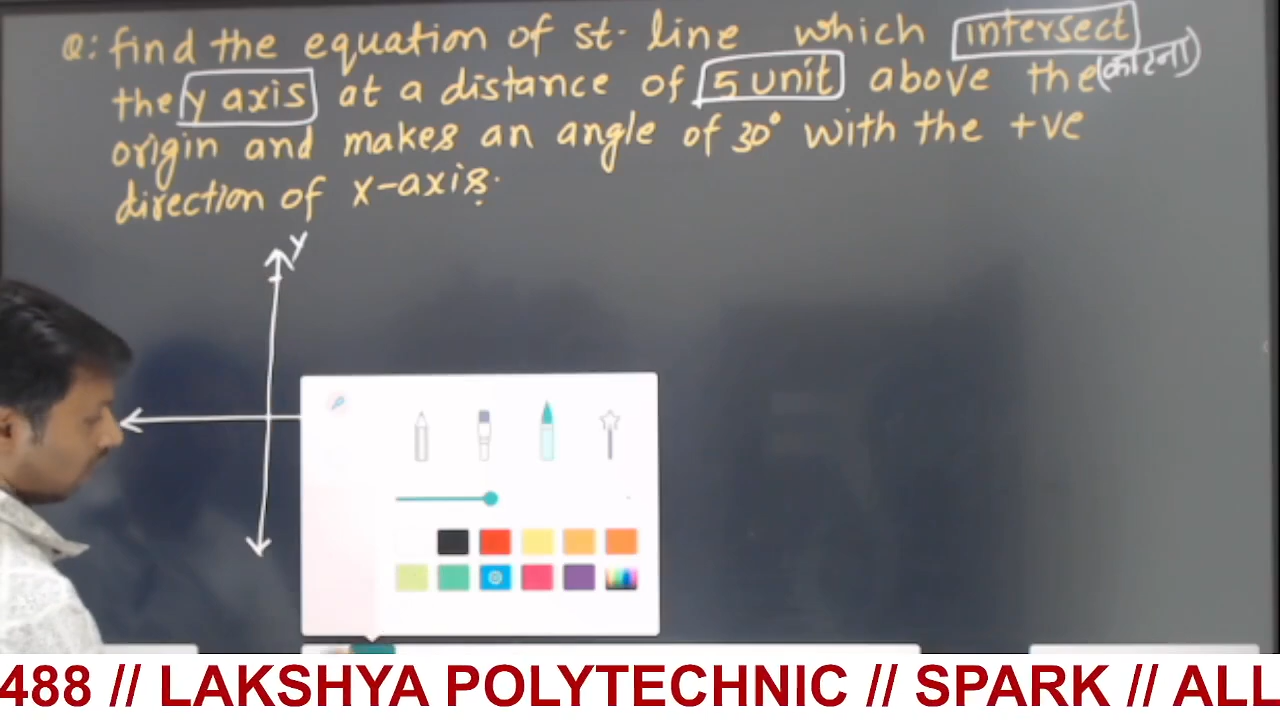 Q: find the equation of st. line which intersect
(काटना)
the y axis at a distance of 5 unit above the
origin and makes an angle of 30° with the +ve
direction of x-axis.
Y
488 // LAKSHYA POLYTECHNIC // SPARK // ALL